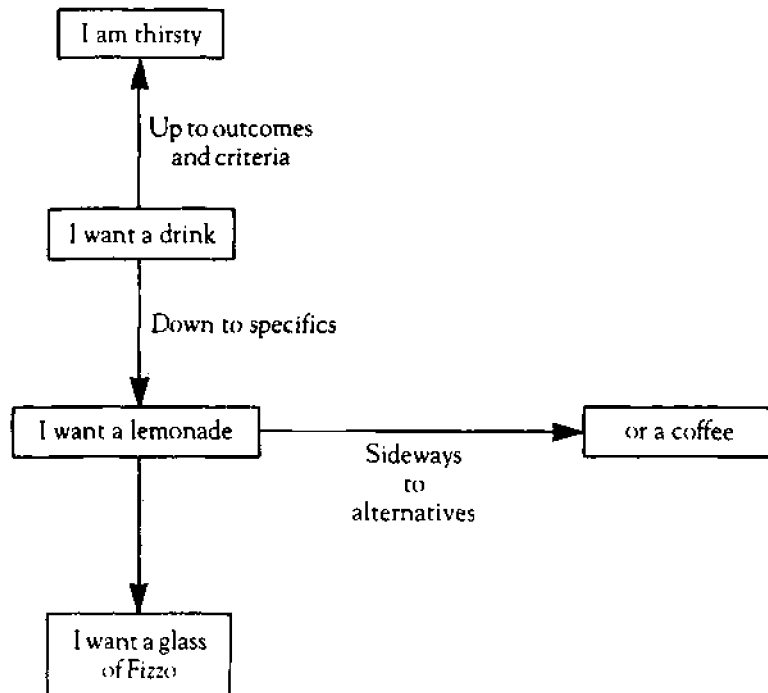 I am thirsty
Up to outcomes
and criteria
I want a drink
Down to specifics
I want a lemonade
or a coffee
Sideways
to
alternatives
I want a glass
of Fizzo